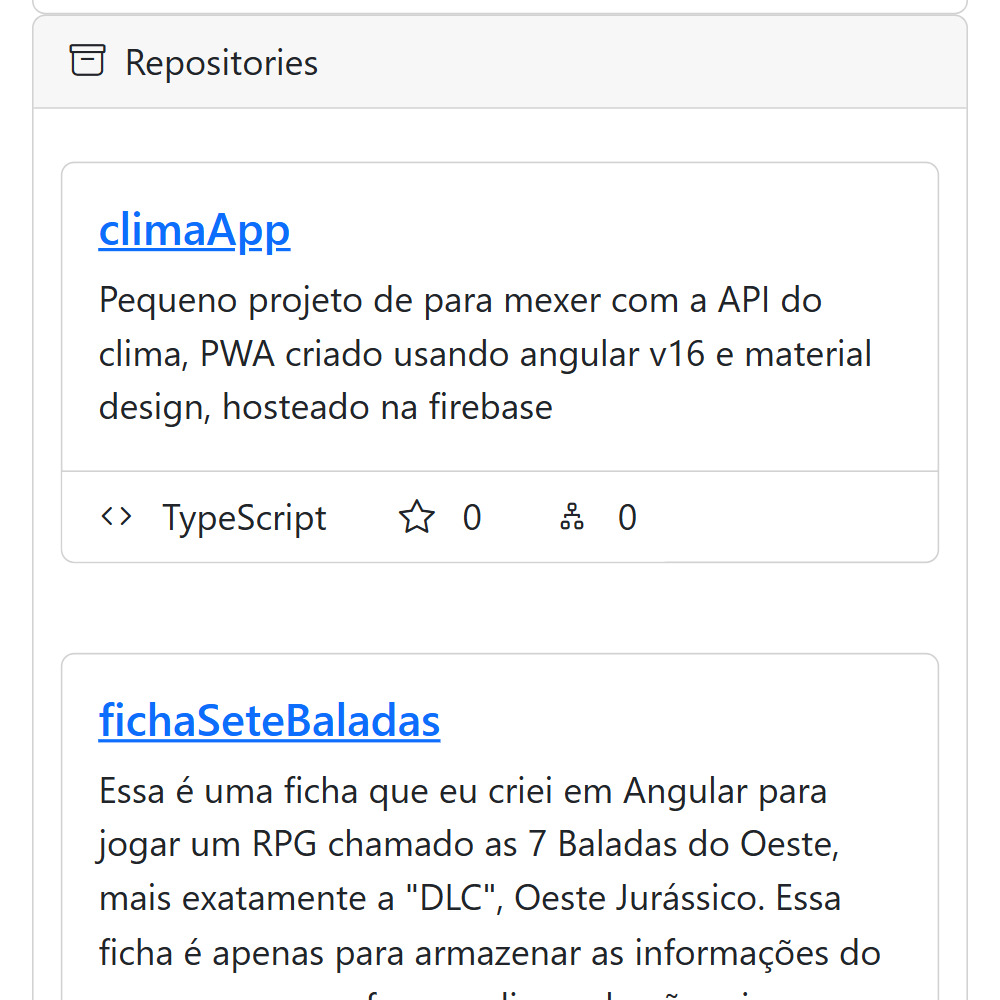 Repositories
climaApp
Pequeno projeto de para mexer com a API do
clima, PWA criado usando angular v16 e material
design, hosteado na firebase
TypeScript 0 0
fichaSeteBaladas
Essa é uma ficha que eu criei em Angular para
jogar um RPG chamado as 7 Baladas do Oeste,
mais exatamente a "DLC", Oeste Jurássico. Essa
ficha é apenas para armazenar as informações do